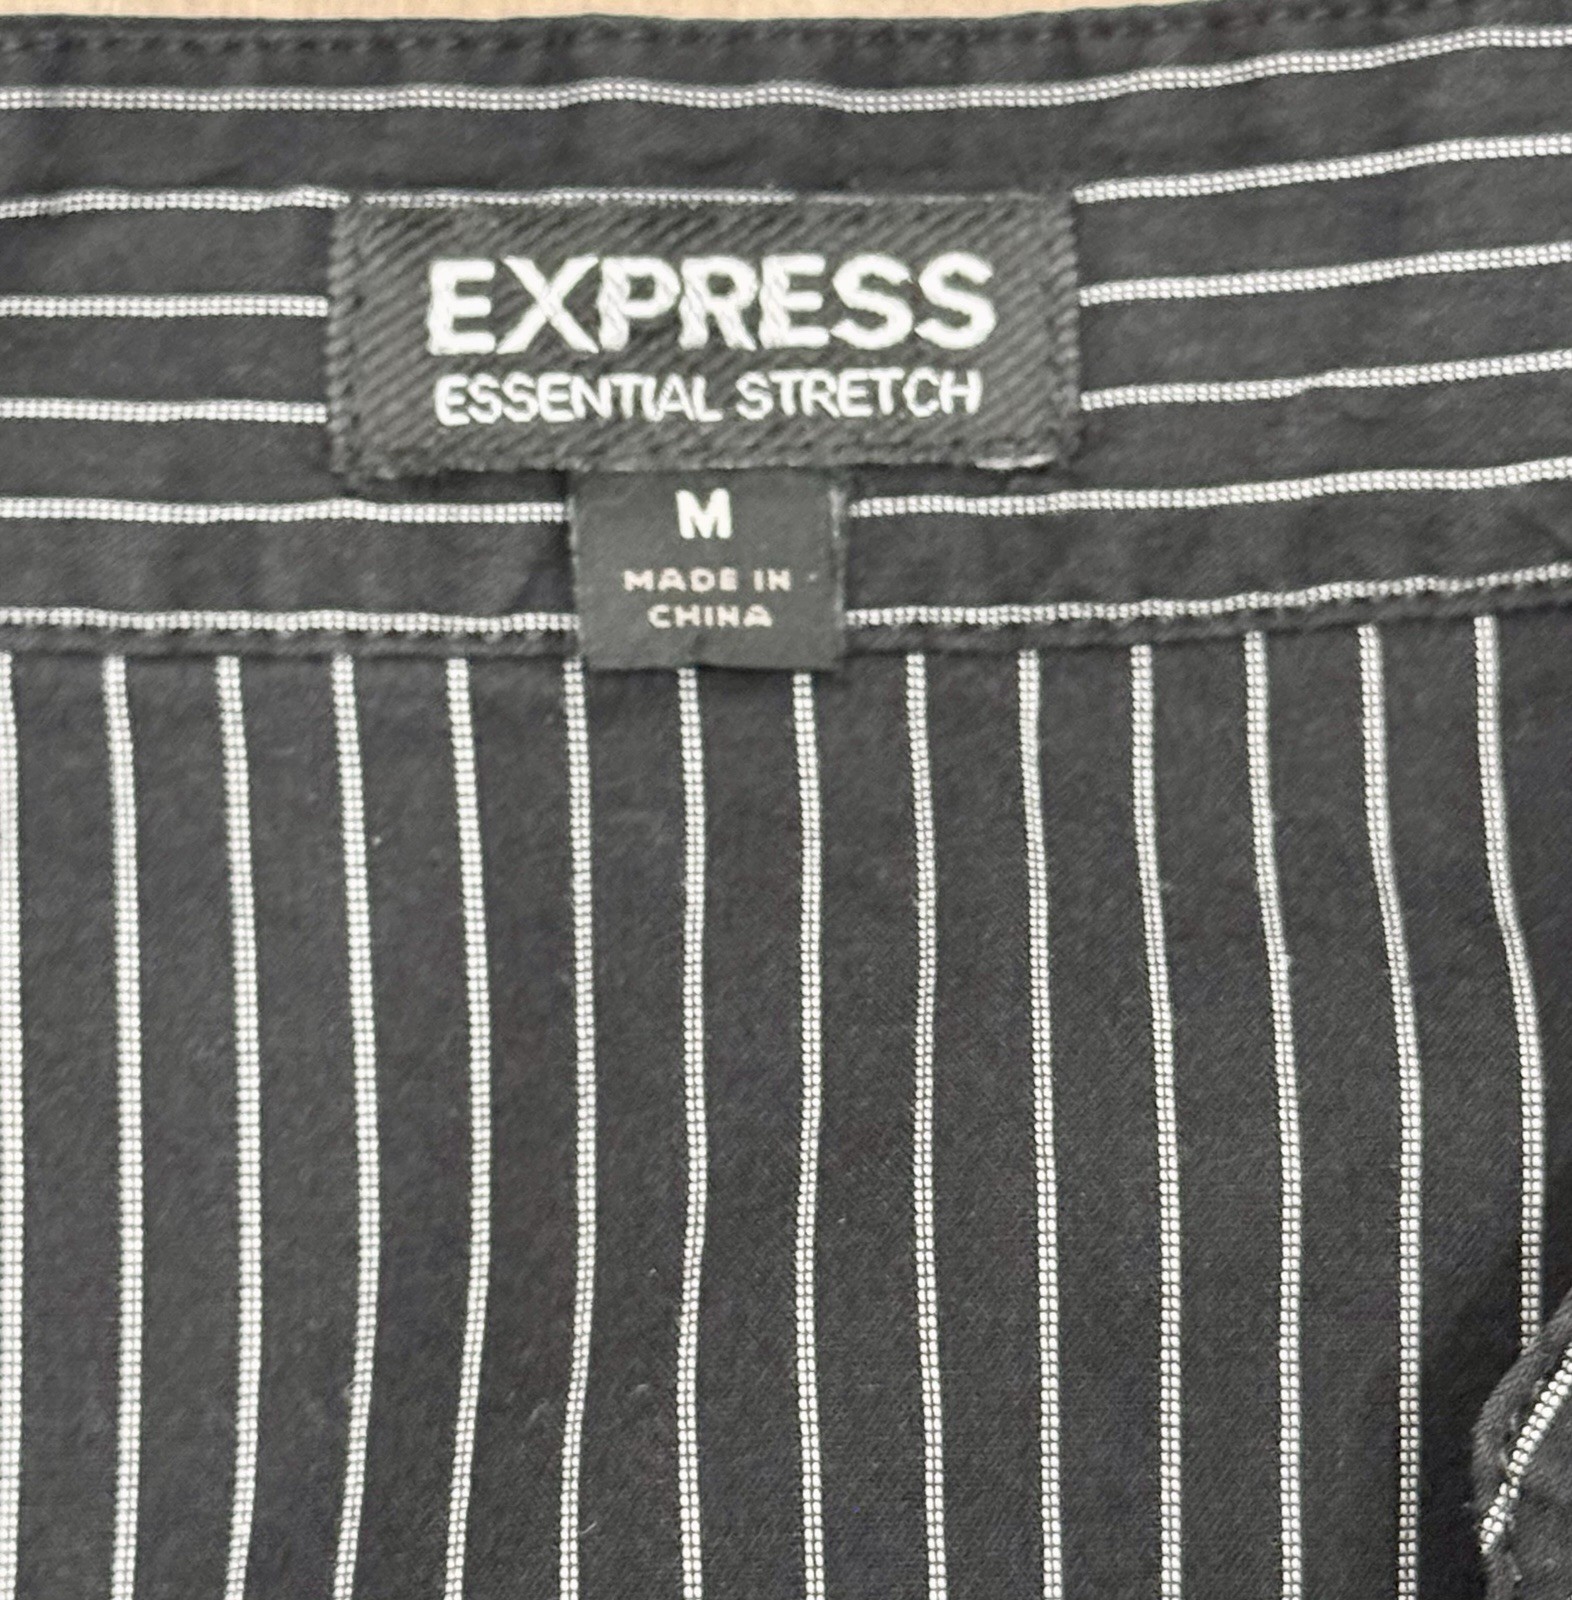 EXPRESS
ESSENTIAL STRETCH
M
MADE IN
CHINA